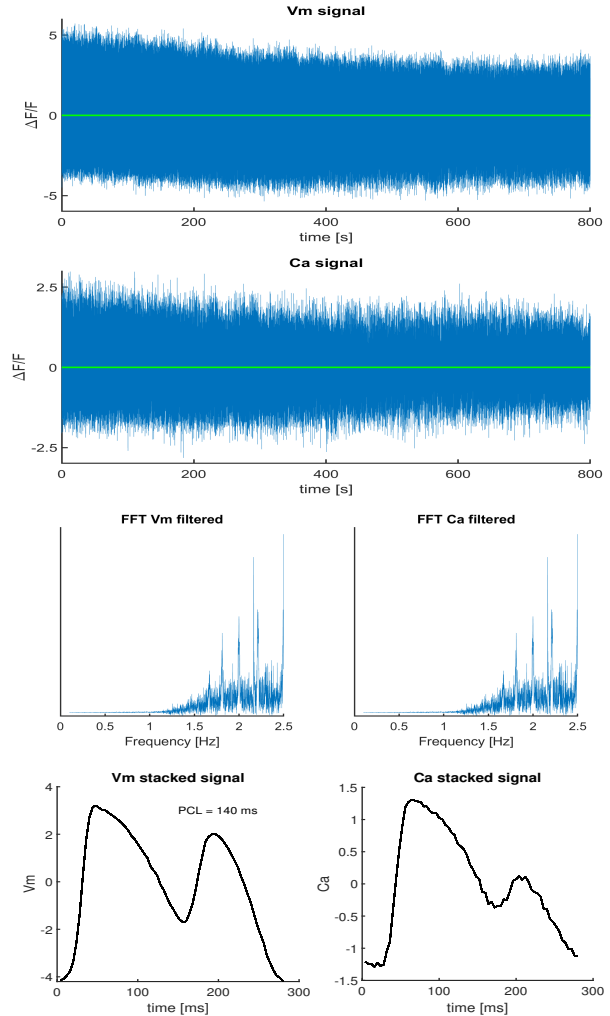 Vm signal
5
0
-5
ΔF/F
0 200 400 600 800
time [s]
Ca signal
2.5
0
-2.5
ΔF/F
0 200 400 600 800
time [s]
FFT Vm filtered
0 0.5 1 1.5 2 2.5
Frequency [Hz]
FFT Ca filtered
0 0.5 1 1.5 2 2.5
Frequency [Hz]
Vm stacked signal
PCL = 140 ms
4
2
0
-2
-4
Vm
0 100 200 300
time [ms]
Ca stacked signal
1.5
1
0.5
0
-0.5
-1
-1.5
Ca
0 100 200 300
time [ms]